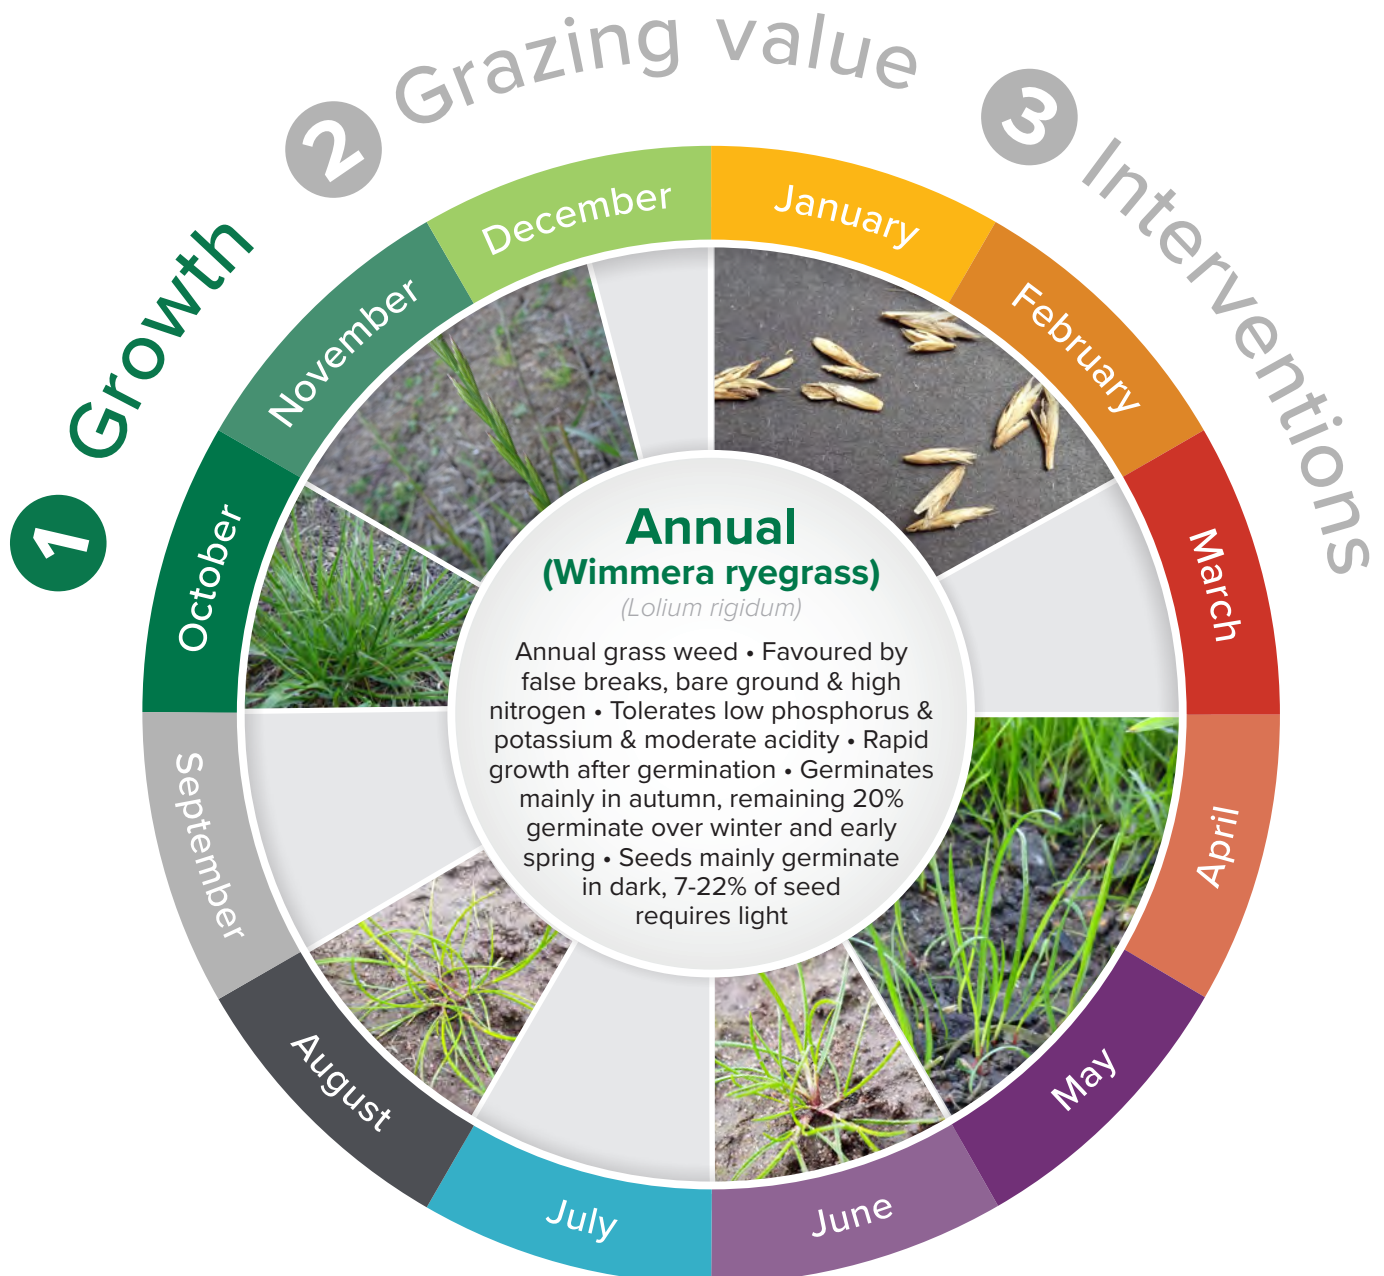 1 Growth
2 Grazing value
3 Interventions
January
February
March
April
May
June
July
August
September
October
November
December
Annual
(Wimmera ryegrass)
(Lolium rigidum)
Annual grass weed • Favoured by
false breaks, bare ground & high
nitrogen • Tolerates low phosphorus &
potassium & moderate acidity • Rapid
growth after germination • Germinates
mainly in autumn, remaining 20%
germinate over winter and early
spring • Seeds mainly germinate
in dark, 7-22% of seed
requires light